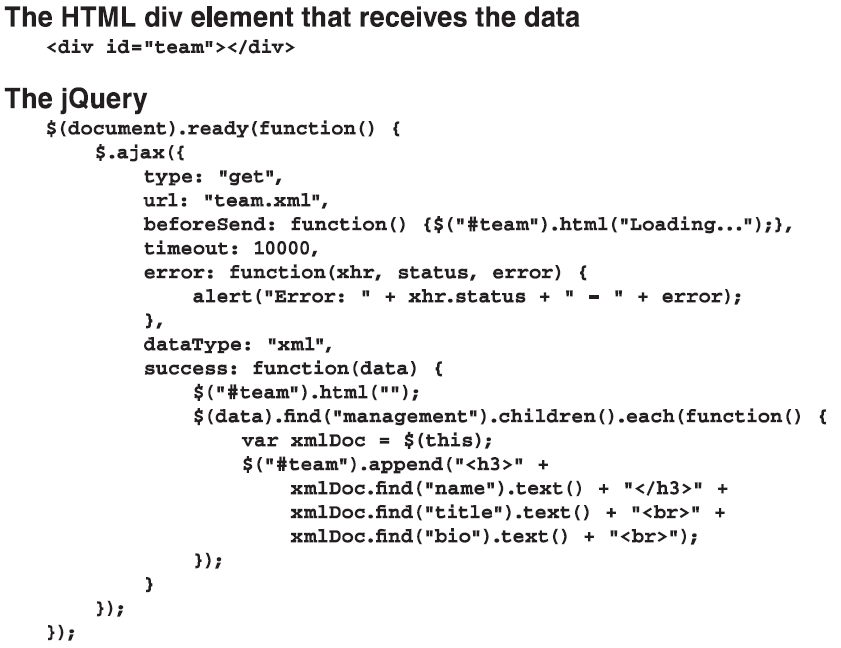 The HTML div element that receives the data
<div id="team"></div>
The jQuery
$(document).ready(function() {
$.ajax({
type: "get",
url: "team.xml",
beforeSend: function() {$("#team").html("Loading...");},
timeout: 10000,
error: function(xhr, status, error) {
alert("Error: " + xhr.status + " - " + error);
},
dataType: "xml",
success: function(data) {
$("#team").html("");
$(data).find("management").children().each(function() {
var xmlDoc = $(this);
$("#team").append("<h3>" +
xmlDoc.find("name").text() + "</h3>" +
xmlDoc.find("title").text() + "<br>" +
xmlDoc.find("bio").text() + "<br>");
});
}
});
});